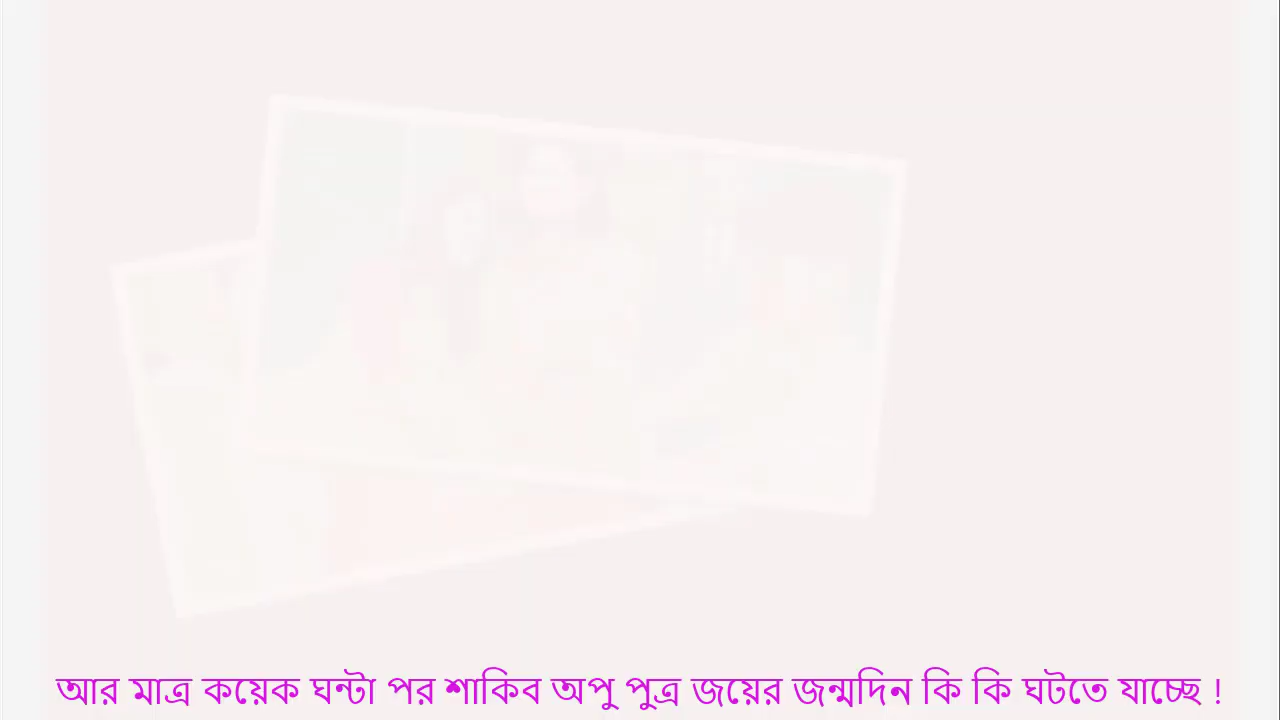 আর মাত্র কয়েক ঘন্টা পর শাকিব অপু পুত্র জয়ের জন্মদিন কি কি ঘটতে যাচ্ছে !